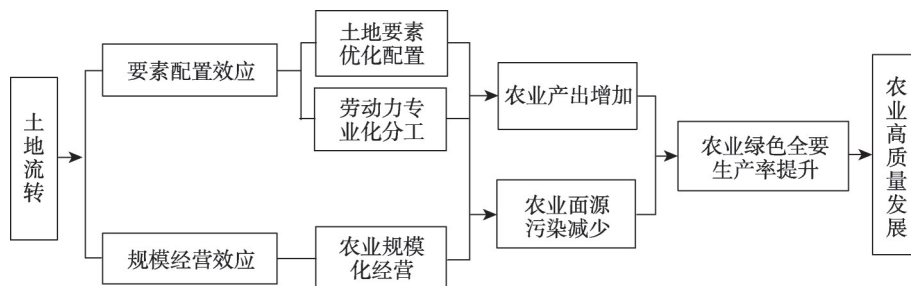 土地流转
要素配置效应
土地要素
优化配置
劳动力专
业化分工
规模经营效应
农业规模
化经营
农业产出增加
农业面源
污染减少
农业绿色全要
生产率提升
农业高质量发展